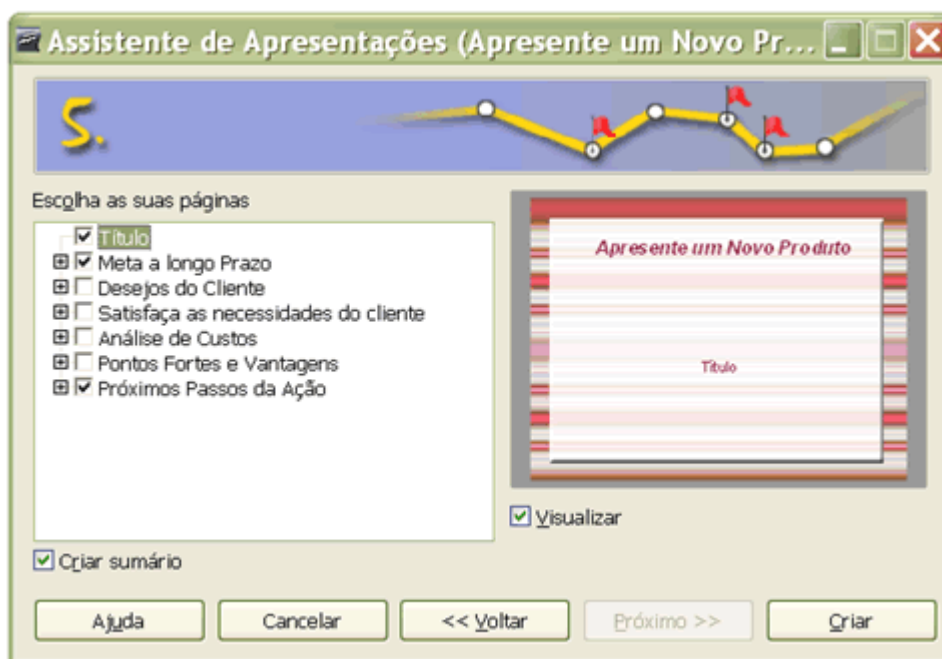 Assistente de Apresentações (Apresente um Novo Pr...
S.
Escolha as suas páginas
Título
Meta a longo Prazo
Desejos do Cliente
Satisfaça as necessidades do cliente
Análise de Custos
Pontos Fortes e Vantagens
Próximos Passos da Ação
Apresente um Novo Produto
Título
Visualizar
Criar sumário
Ajuda
Cancelar
<< Voltar
Próximo >>
Criar